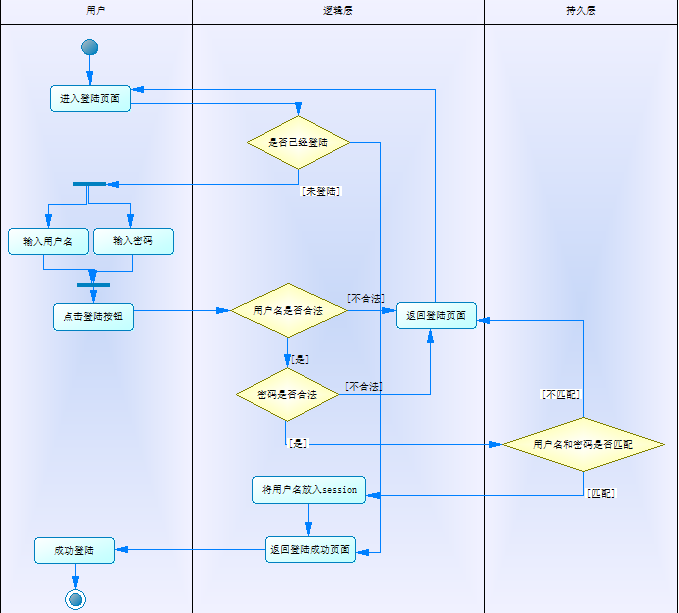 用户
逻辑层
持久层
进入登陆页面
是否已经登陆
[未登陆]
输入用户名
输入密码
[不合法]
点击登陆按钮
用户名是否合法
返回登陆页面
[是]
[不合法]
密码是否合法
[不匹配]
[是]
用户名和密码是否匹配
将用户名放入session
[匹配]
成功登陆
返回登陆成功页面